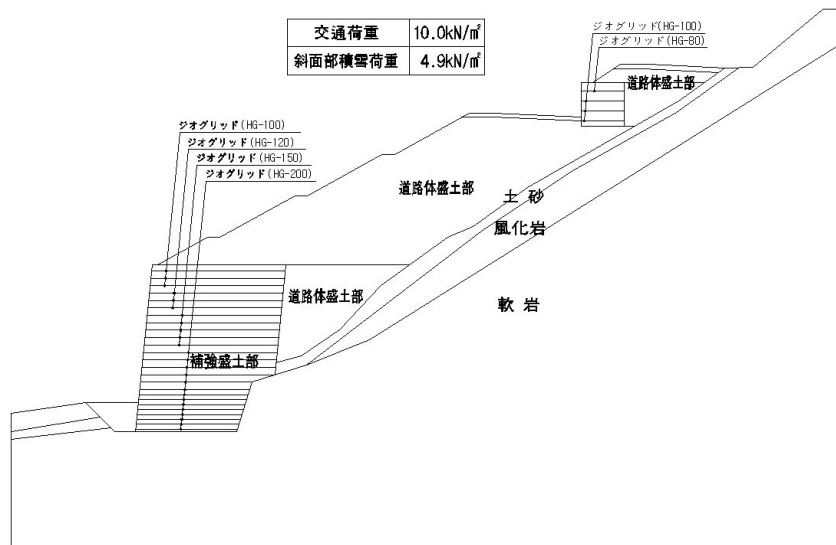 交通荷重 10.0kN/㎡
斜面部積雪荷重 4.9kN/㎡
ジオグリッド(HG-100)
ジオグリッド(HG-80)
道路体盛土部
ジオグリッド(HG-100)
ジオグリッド(HG-120)
ジオグリッド(HG-150)
ジオグリッド(HG-200)
道路体盛土部
土砂
風化岩
道路体盛土部
軟岩
補強盛土部